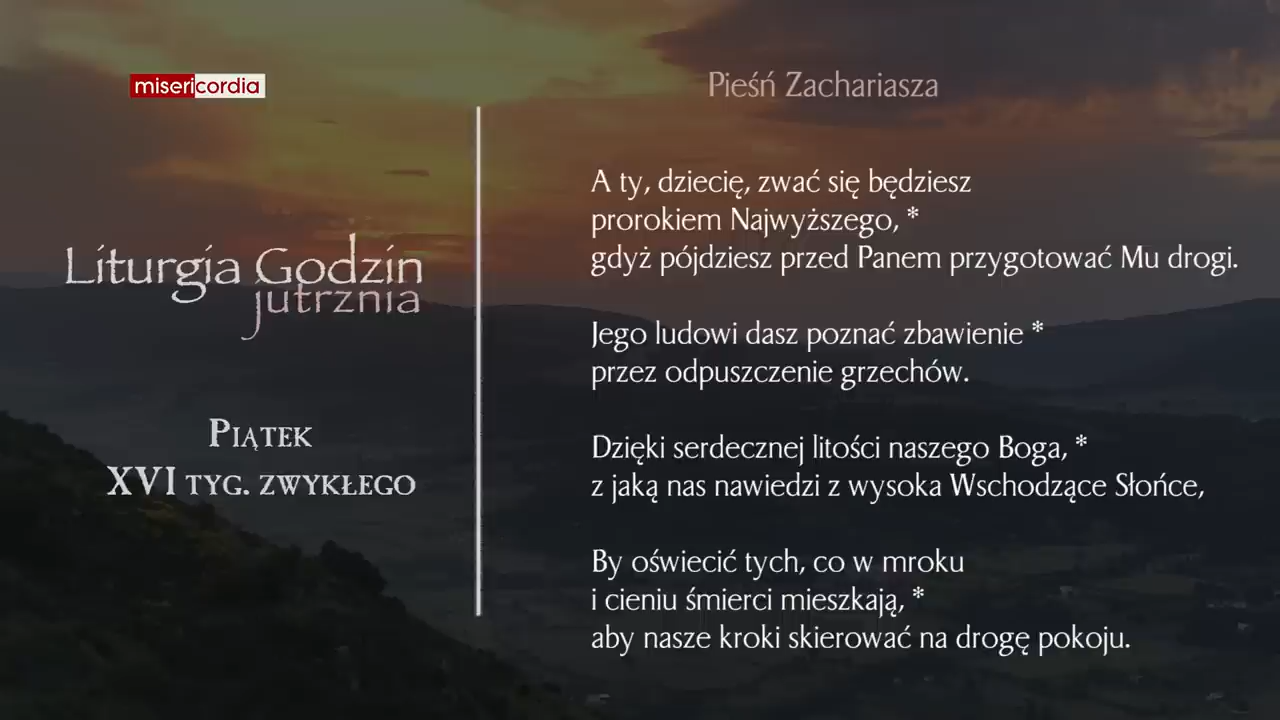 misericordia
Liturgia Godzin
jutrznia
Piątek
XVI tyg. zwykłego
Pieśń Zachariasza
A ty, dziecię, zwać się będziesz
prorokiem Najwyższego, *
gdyż pójdziesz przed Panem przygotować Mu drogi.
Jego ludowi dasz poznać zbawienie *
przez odpuszczenie grzechów.
Dzięki serdecznej litości naszego Boga, *
z jaką nas nawiedzi z wysoka Wschodzące Słońce,
By oświecić tych, co w mroku
i cieniu śmierci mieszkają, *
aby nasze kroki skierować na drogę pokoju.